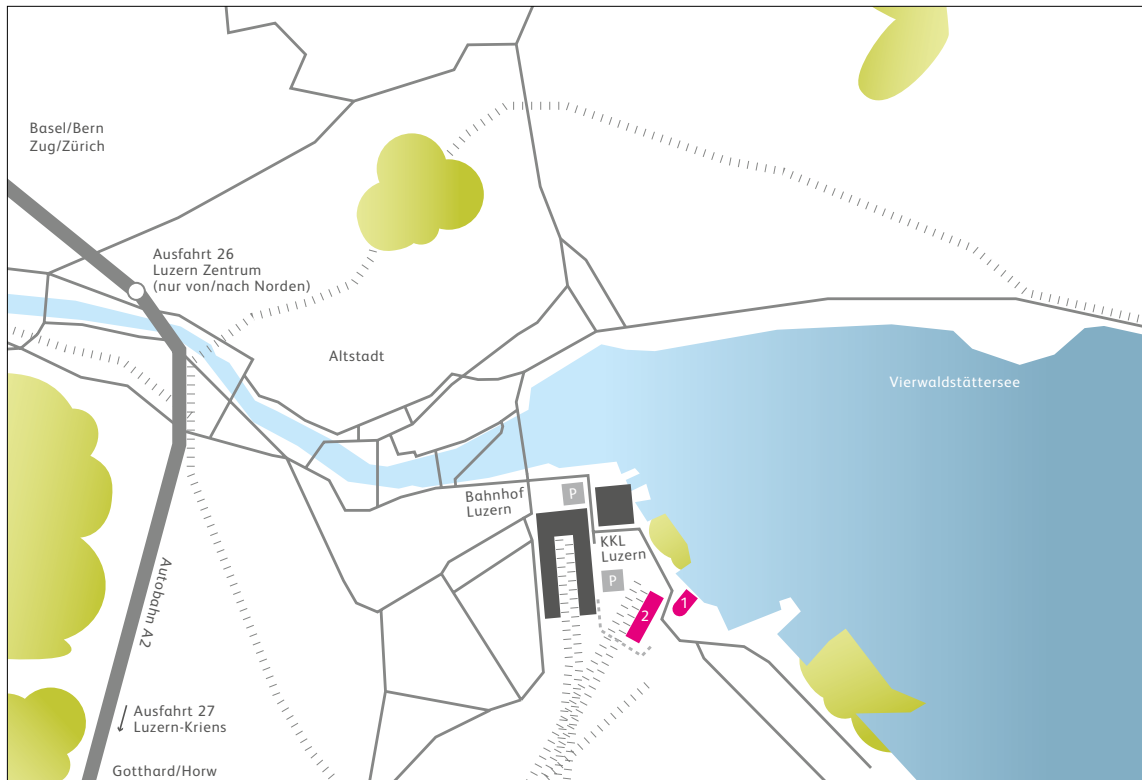 Basel/Bern
Zug/Zürich
Ausfahrt 26
Luzern Zentrum
(nur von/nach Norden)
Altstadt
Vierwaldstättersee
Bahnhof
Luzern
P
KKL
Luzern
P
1
2
Autobahn A2
Ausfahrt 27
Luzern-Kriens
Gotthard/Horw